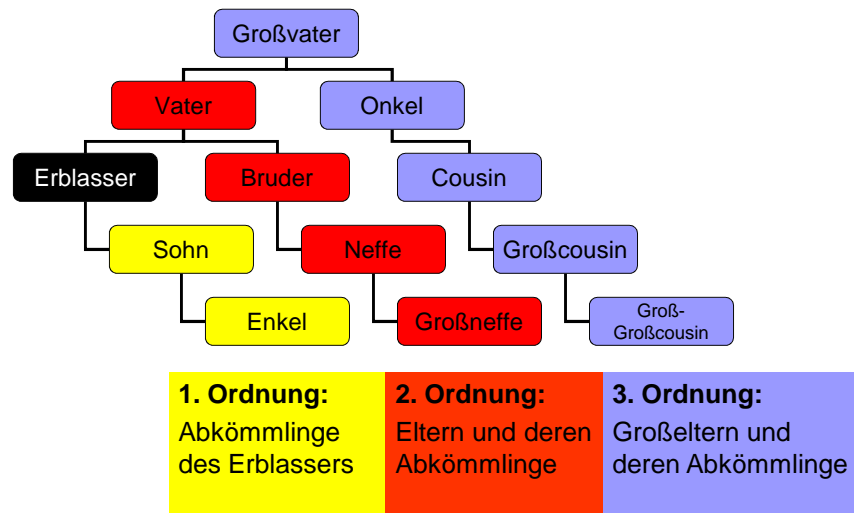 Großvater
Vater
Onkel
Erblasser
Bruder
Cousin
Sohn
Neffe
Großcousin
Enkel
Großneffe
Groß-
Großcousin
1. Ordnung:
Abkömmlinge
des Erblassers
2. Ordnung:
Eltern und deren
Abkömmlinge
3. Ordnung:
Großeltern und
deren Abkömmlinge